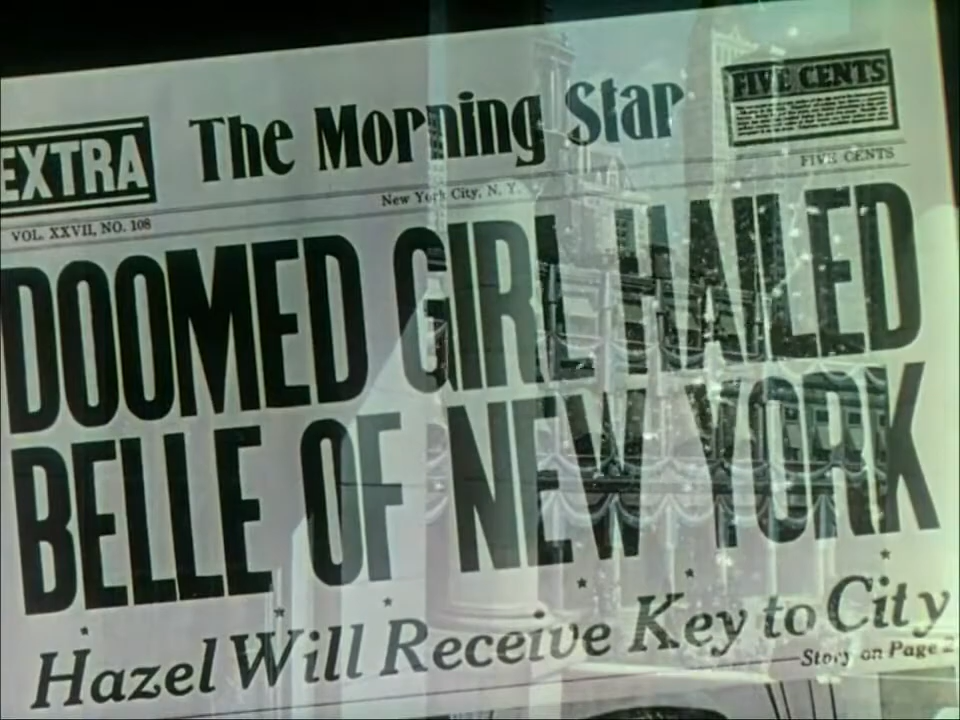 EXTRA
The Morning Star
FIVE CENTS
FIVE CENTS
New York City, N. Y.
VOL. XXVII, NO. 108
DOOMED GIRL HAILED
BELLE OF NEW YORK
Hazel Will Receive Key to City
Story on Page 2